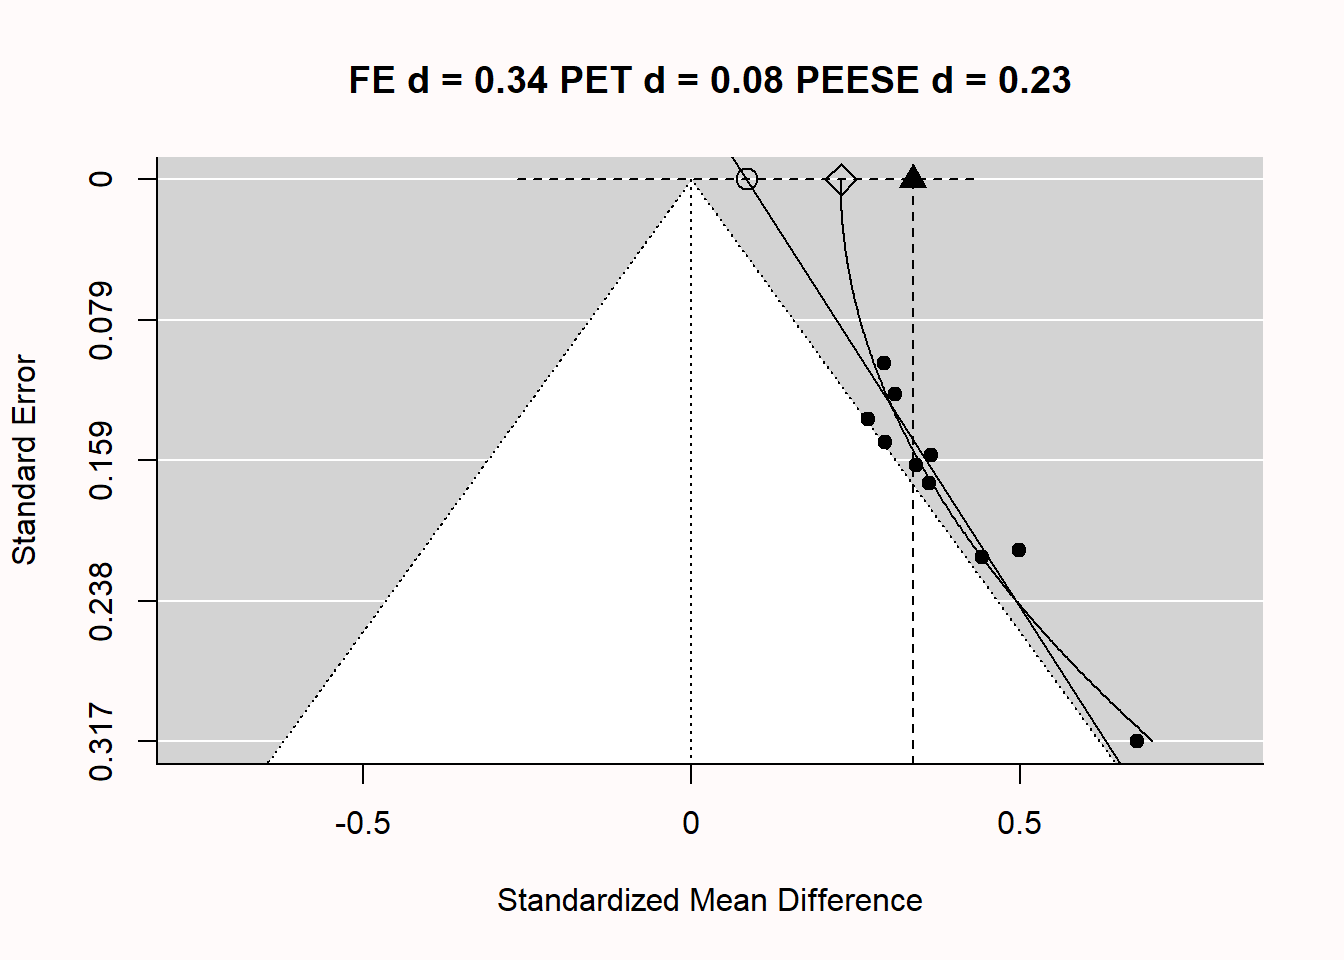 FE d = 0.34 PET d = 0.08 PEESE d = 0.23
Standard Error
0
0.079
0.159
0.238
0.317
-0.5
0
0.5
Standardized Mean Difference